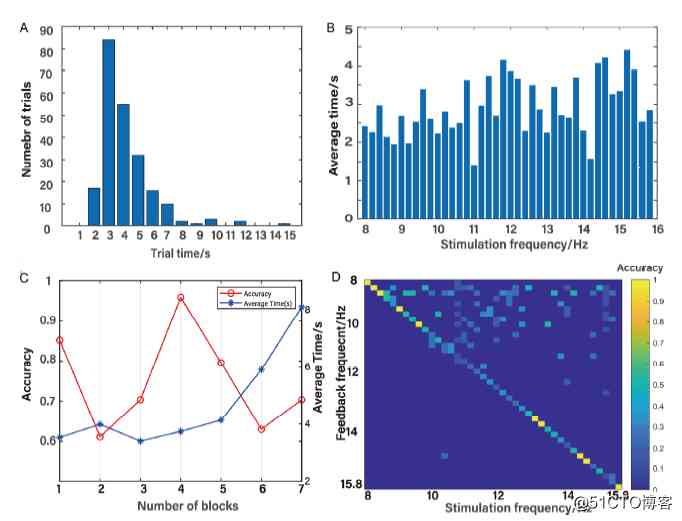 A
Numebr of trials
90
80
70
60
50
40
30
20
10
0
1 2 3 4 5 6 7 8 9 10 11 12 13 14 15
Trial time/s
B
Average time/s
5
4
3
2
1
0
8 9 10 11 12 13 14 15 16
Stimulation frequency/Hz
C
Accuracy
1
0.9
0.8
0.7
0.6
Accuracy
Average Time(s)
8
6
4
2
Average Time/s
1 2 3 4 5 6 7
Number of blocks
D
Feedback frequecnt/Hz
8
10
12
14
15.8
8 10 12 14 15.8
Stimulation frequency/Hz
Accuracy
1
0.9
0.8
0.7
0.6
0.5
0.4
0.3
0.2
0.1
0
@51CTO博客